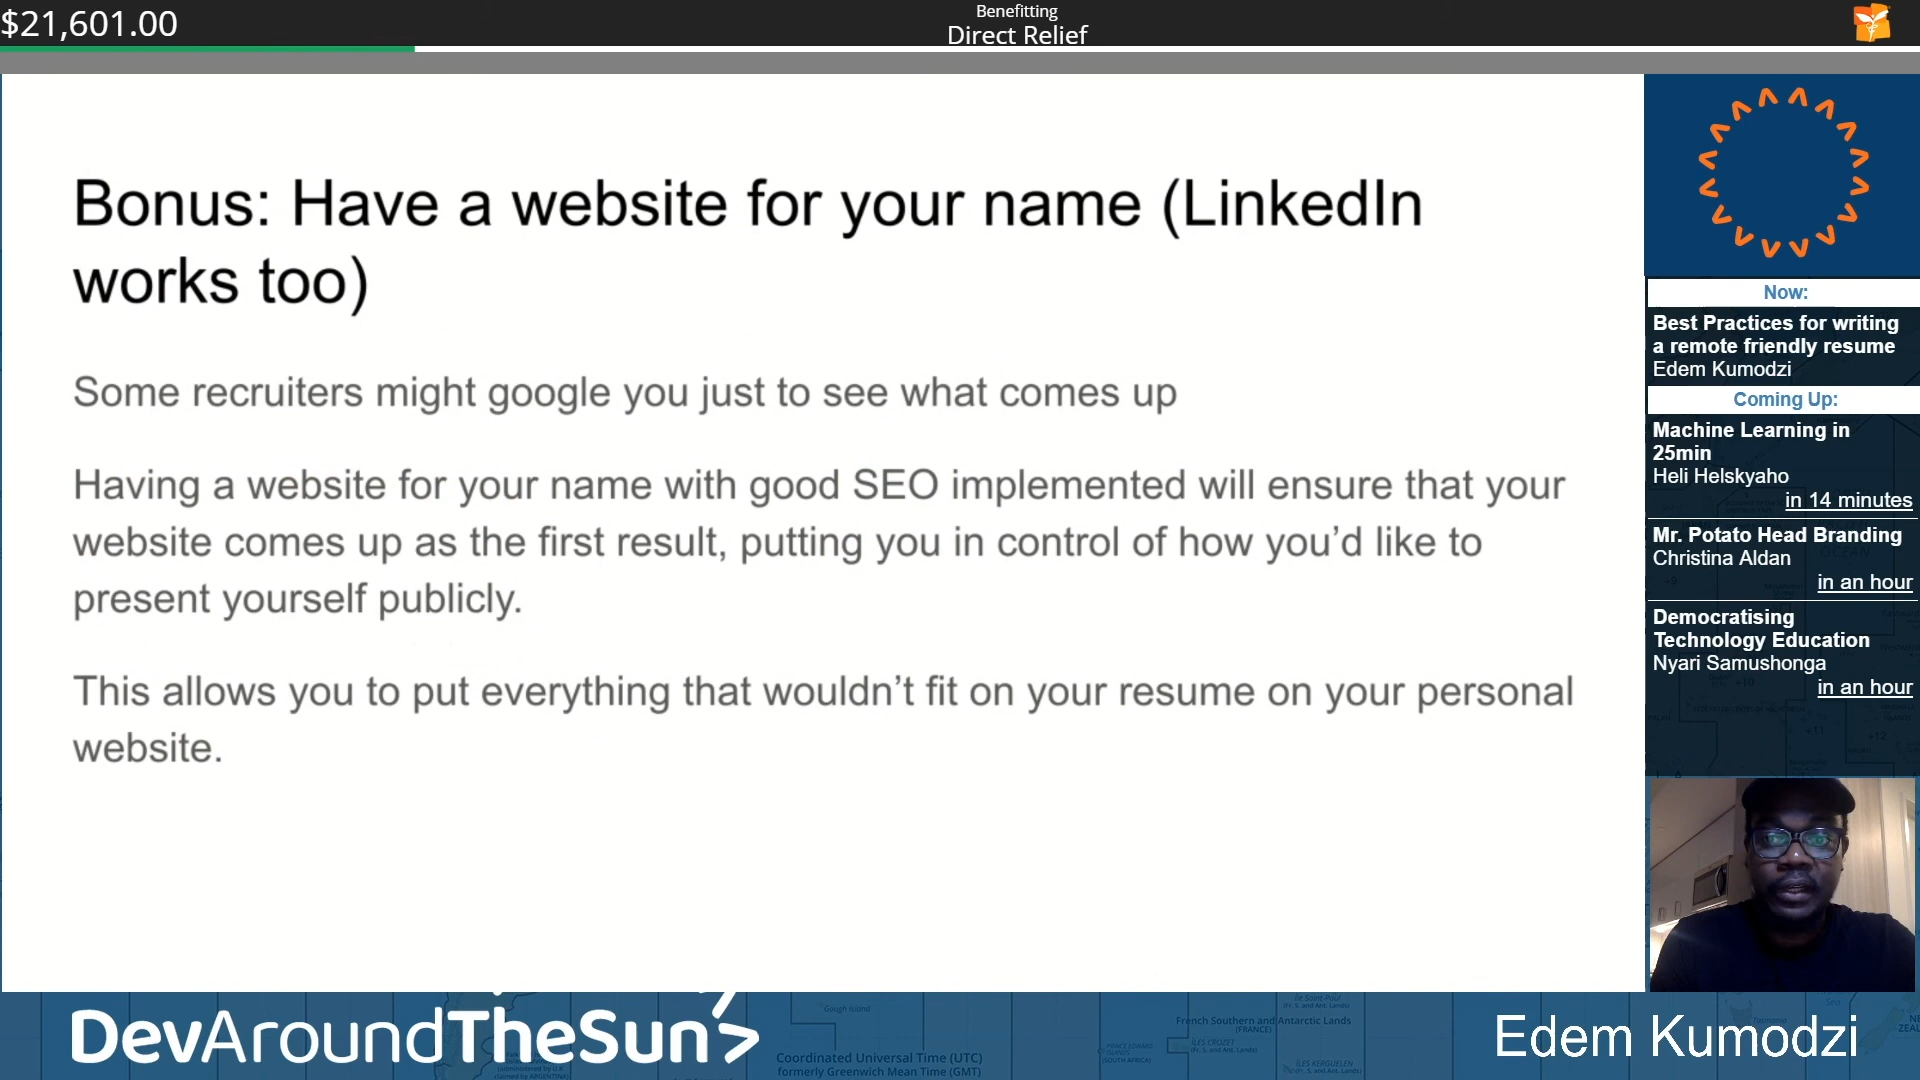 $21,601.00
Benefitting
Direct Relief
Bonus: Have a website for your name (LinkedIn
works too)
Some recruiters might google you just to see what comes up
Having a website for your name with good SEO implemented will ensure that your
website comes up as the first result, putting you in control of how you’d like to
present yourself publicly.
This allows you to put everything that wouldn’t fit on your resume on your personal
website.
Now:
Best Practices for writing
a remote friendly resume
Edem Kumodzi
Coming Up:
Machine Learning in
25min
Heli Helskyaho
in 14 minutes
Mr. Potato Head Branding
Christina Aldan
in an hour
Democratising
Technology Education
Nyari Samushonga
in an hour
DevAroundTheSun
Gough Island
Coordinated Universal Time (UTC)
formerly Greenwich Mean Time (GMT)
French Southern and Antarctic Lands
(FRANCE)
Edem Kumodzi